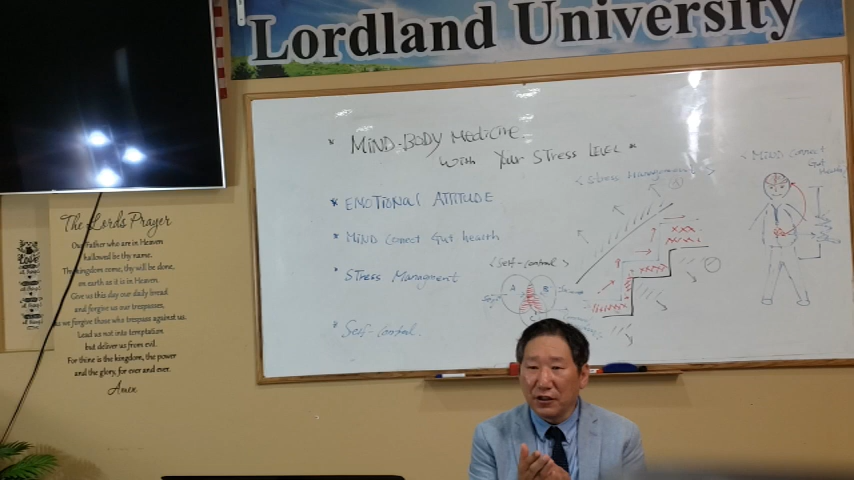 Lordland University
* MiND-BODY MEDiCiNE
with Your STress LEVEL *
* EMOTIONAL ATTITUDE
* MiND Connect Gut health
* STress Managment
* Self-control.
< Stress Management >
< Self-control >
A B
* MiND Connect
Gut
Health
The Lords Prayer
Our Father who are in Heaven
hallowed be thy name.
Thy kingdom come, thy will be done,
on earth as it is in Heaven.
Give us this day our daily bread
and forgive us our trespasses,
as we forgive those who trespass against us.
Lead us not into temptation
but deliver us from evil.
For thine is the kingdom, the power
and the glory, for ever and ever.
Amen